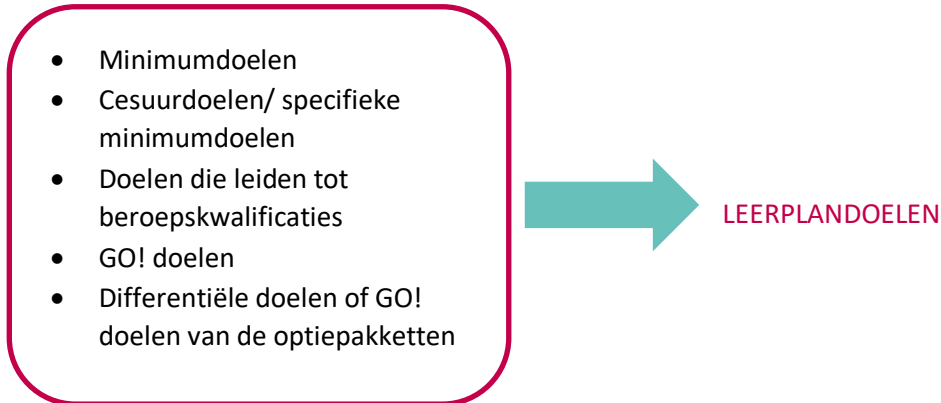 • Minimumdoelen
• Cesuurdoelen/ specifieke
minimumdoelen
• Doelen die leiden tot
beroepskwalificaties
• GO! doelen
• Differentiële doelen of GO!
doelen van de optiepakketten
LEERPLANDOELEN